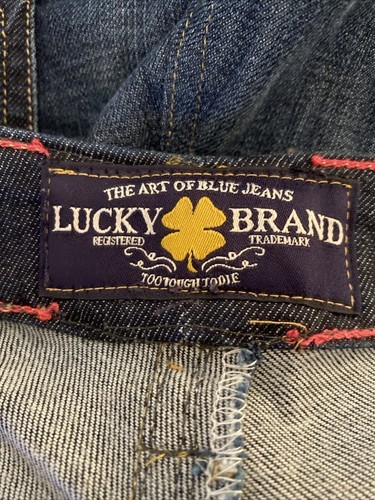 THE ART OF BLUE JEANS
LUCKY BRAND
REGISTERED TRADEMARK
TOO TOUGH TO DIE